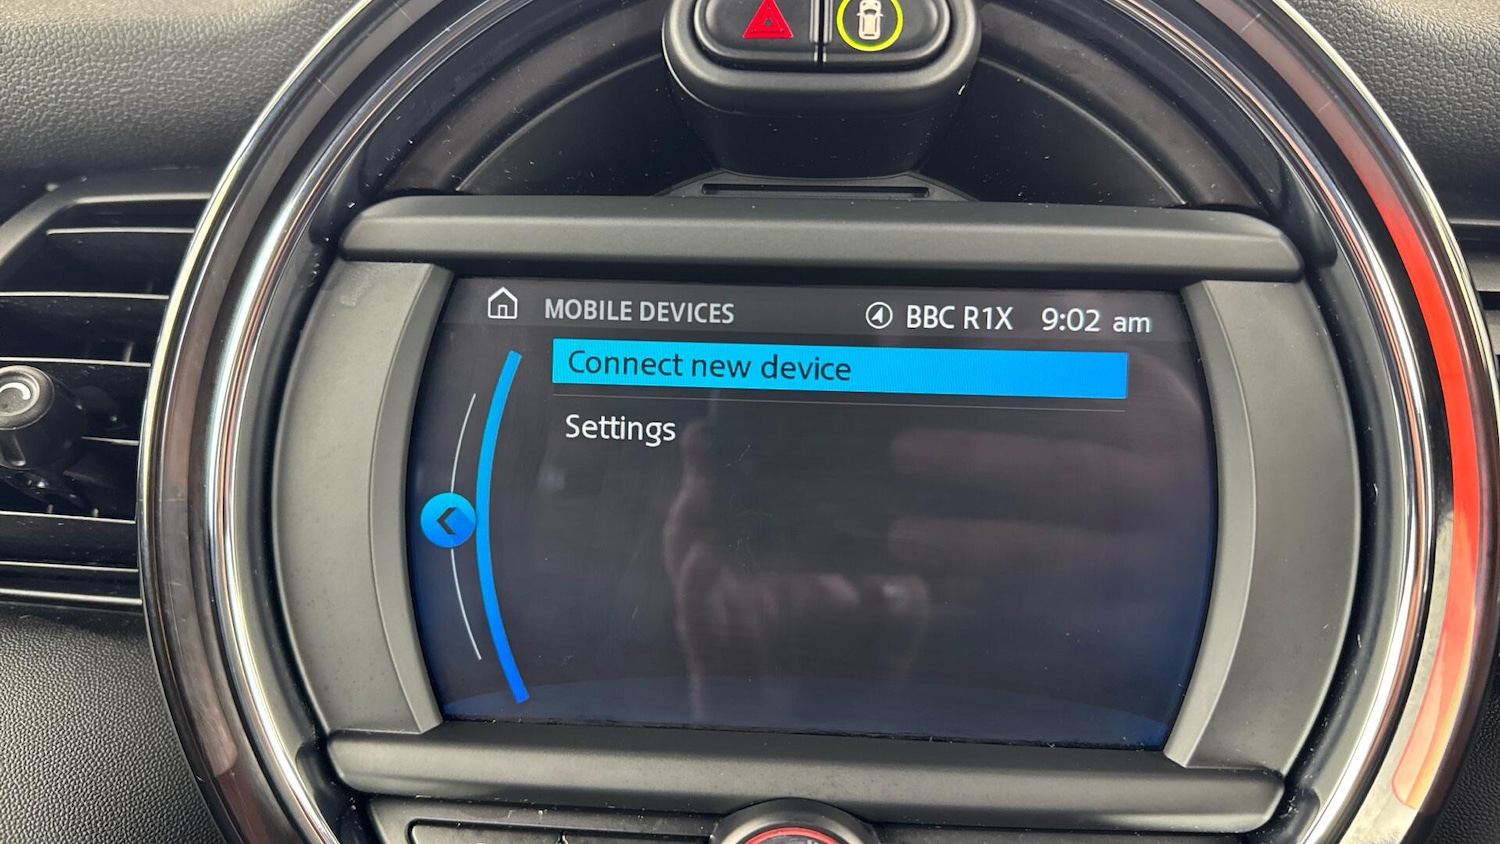 MOBILE DEVICES BBC R1X 9:02 am
Connect new device
Settings